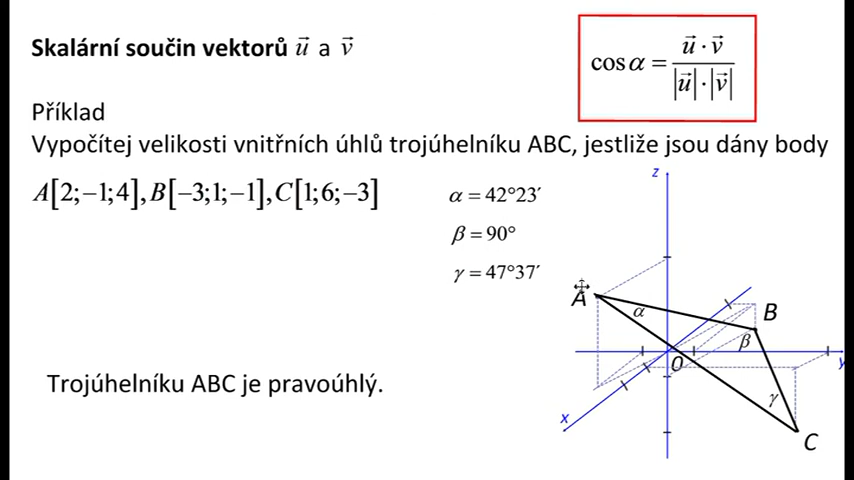 Skalární součin vektorů u⃗ a v⃗
cos α = u⃗ · v⃗ / |u⃗| · |v⃗|
Příklad
Vypočítej velikosti vnitřních úhlů trojúhelníku ABC, jestliže jsou dány body
A[2;−1;4], B[−3;1;−1], C[1;6;−3]
α = 42°23′
β = 90°
γ = 47°37′
z
A
α
B
β
O
y
γ
x
C
Trojúhelníku ABC je pravoúhlý.